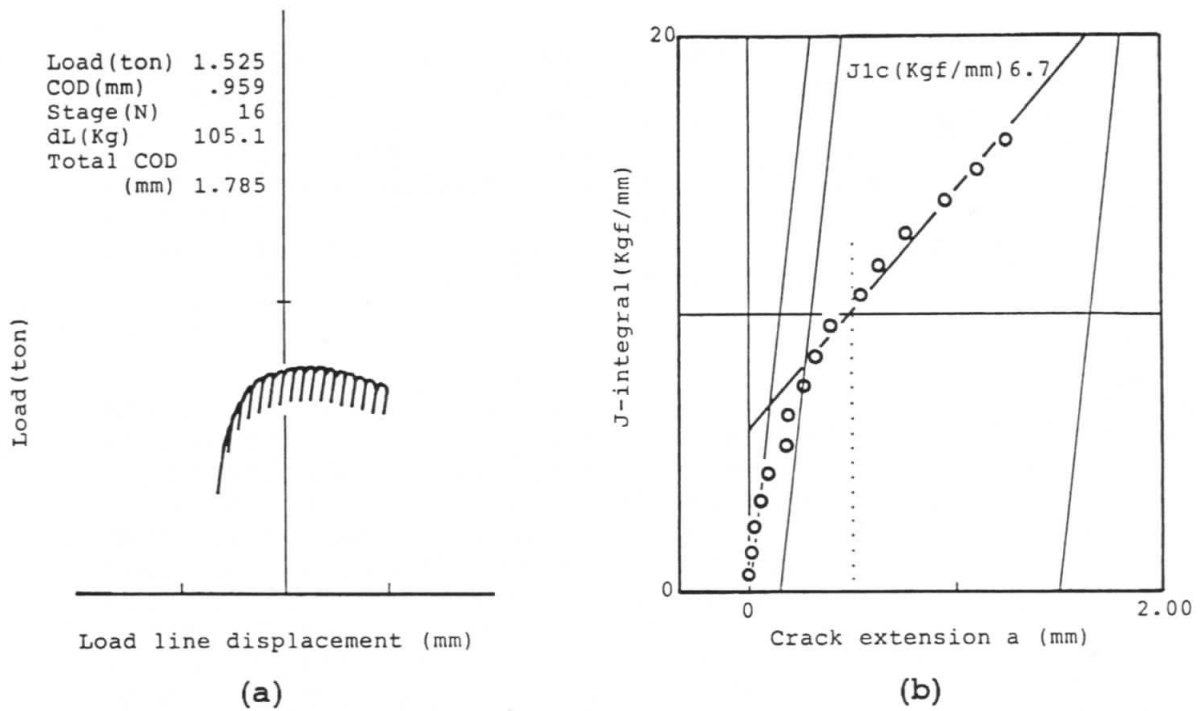 Load(ton) 1.525
COD(mm) .959
Stage(N) 16
dL(Kg) 105.1
Total COD
(mm) 1.785
Load(ton)
Load line displacement (mm)
(a)
20
J1c(Kgf/mm)6.7
J-integral(Kgf/mm)
0
0
2.00
Crack extension a (mm)
(b)